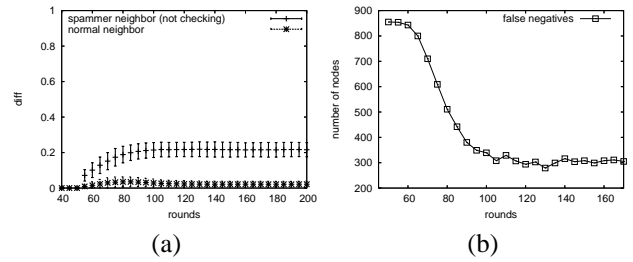 spammer neighbor (not checking)
normal neighbor
diff
1
0.8
0.6
0.4
0.2
0
40 60 80 100 120 140 160 180 200
rounds
(a)
false negatives
number of nodes
900
800
700
600
500
400
300
200
60 80 100 120 140 160
rounds
(b)